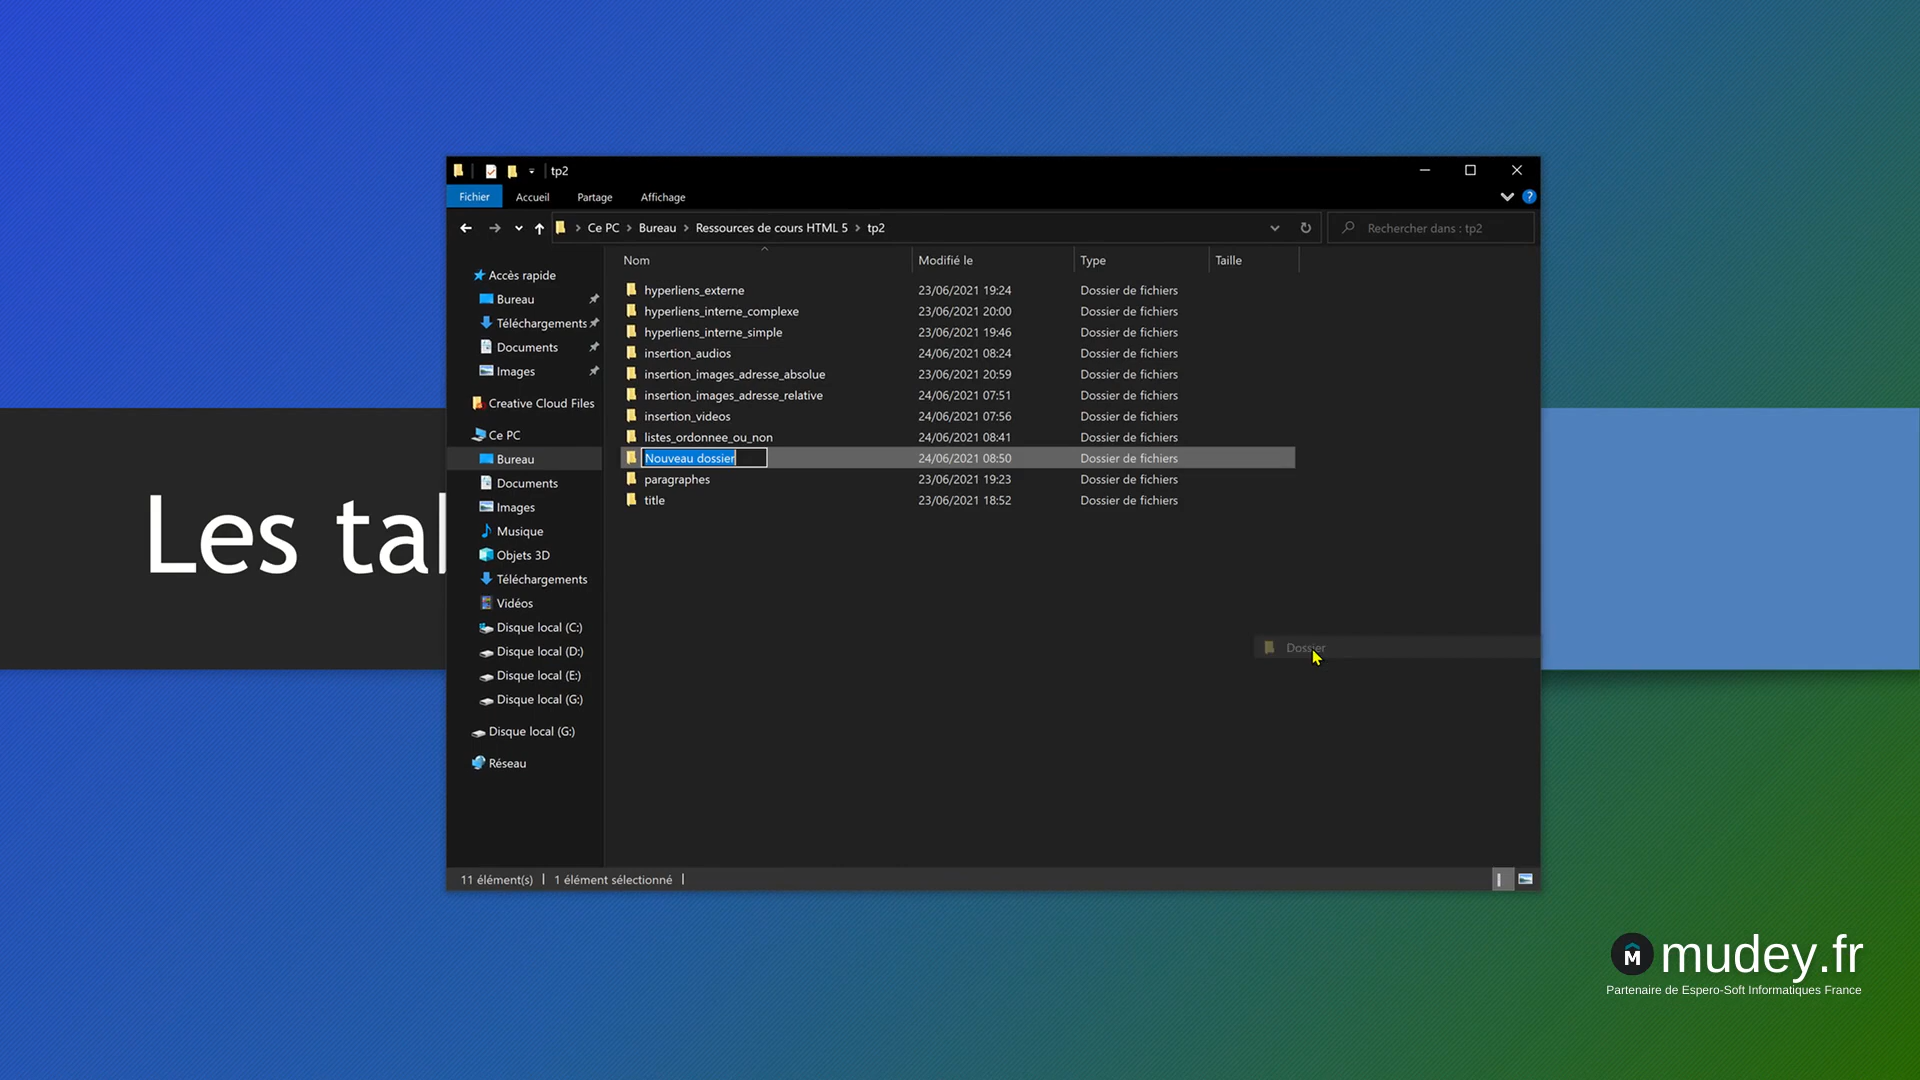 tp2
Fichier Accueil Partage Affichage
Ce PC Bureau Ressources de cours HTML 5 tp2
Rechercher dans : tp2
Nom Modifié le Type Taille
Accès rapide
Bureau
Téléchargements
Documents
Images
Creative Cloud Files
Ce PC
Bureau
Documents
Images
Musique
Objets 3D
Téléchargements
Vidéos
Disque local (C:)
Disque local (D:)
Disque local (E:)
Disque local (G:)
Disque local (G:)
Réseau
hyperliens_externe 23/06/2021 19:24 Dossier de fichiers
hyperliens_interne_complexe 23/06/2021 20:00 Dossier de fichiers
hyperliens_interne_simple 23/06/2021 19:46 Dossier de fichiers
insertion_audios 24/06/2021 08:24 Dossier de fichiers
insertion_images_adresse_absolue 23/06/2021 20:59 Dossier de fichiers
insertion_images_adresse_relative 24/06/2021 07:51 Dossier de fichiers
insertion_videos 24/06/2021 07:56 Dossier de fichiers
listes_ordonnee_ou_non 24/06/2021 08:41 Dossier de fichiers
Nouveau dossier 24/06/2021 08:50 Dossier de fichiers
paragraphes 23/06/2021 19:23 Dossier de fichiers
title 23/06/2021 18:52 Dossier de fichiers
Dossier
11 élément(s) 1 élément sélectionné
Les
M mudey.fr
Partenaire de Espero-Soft Informatiques France